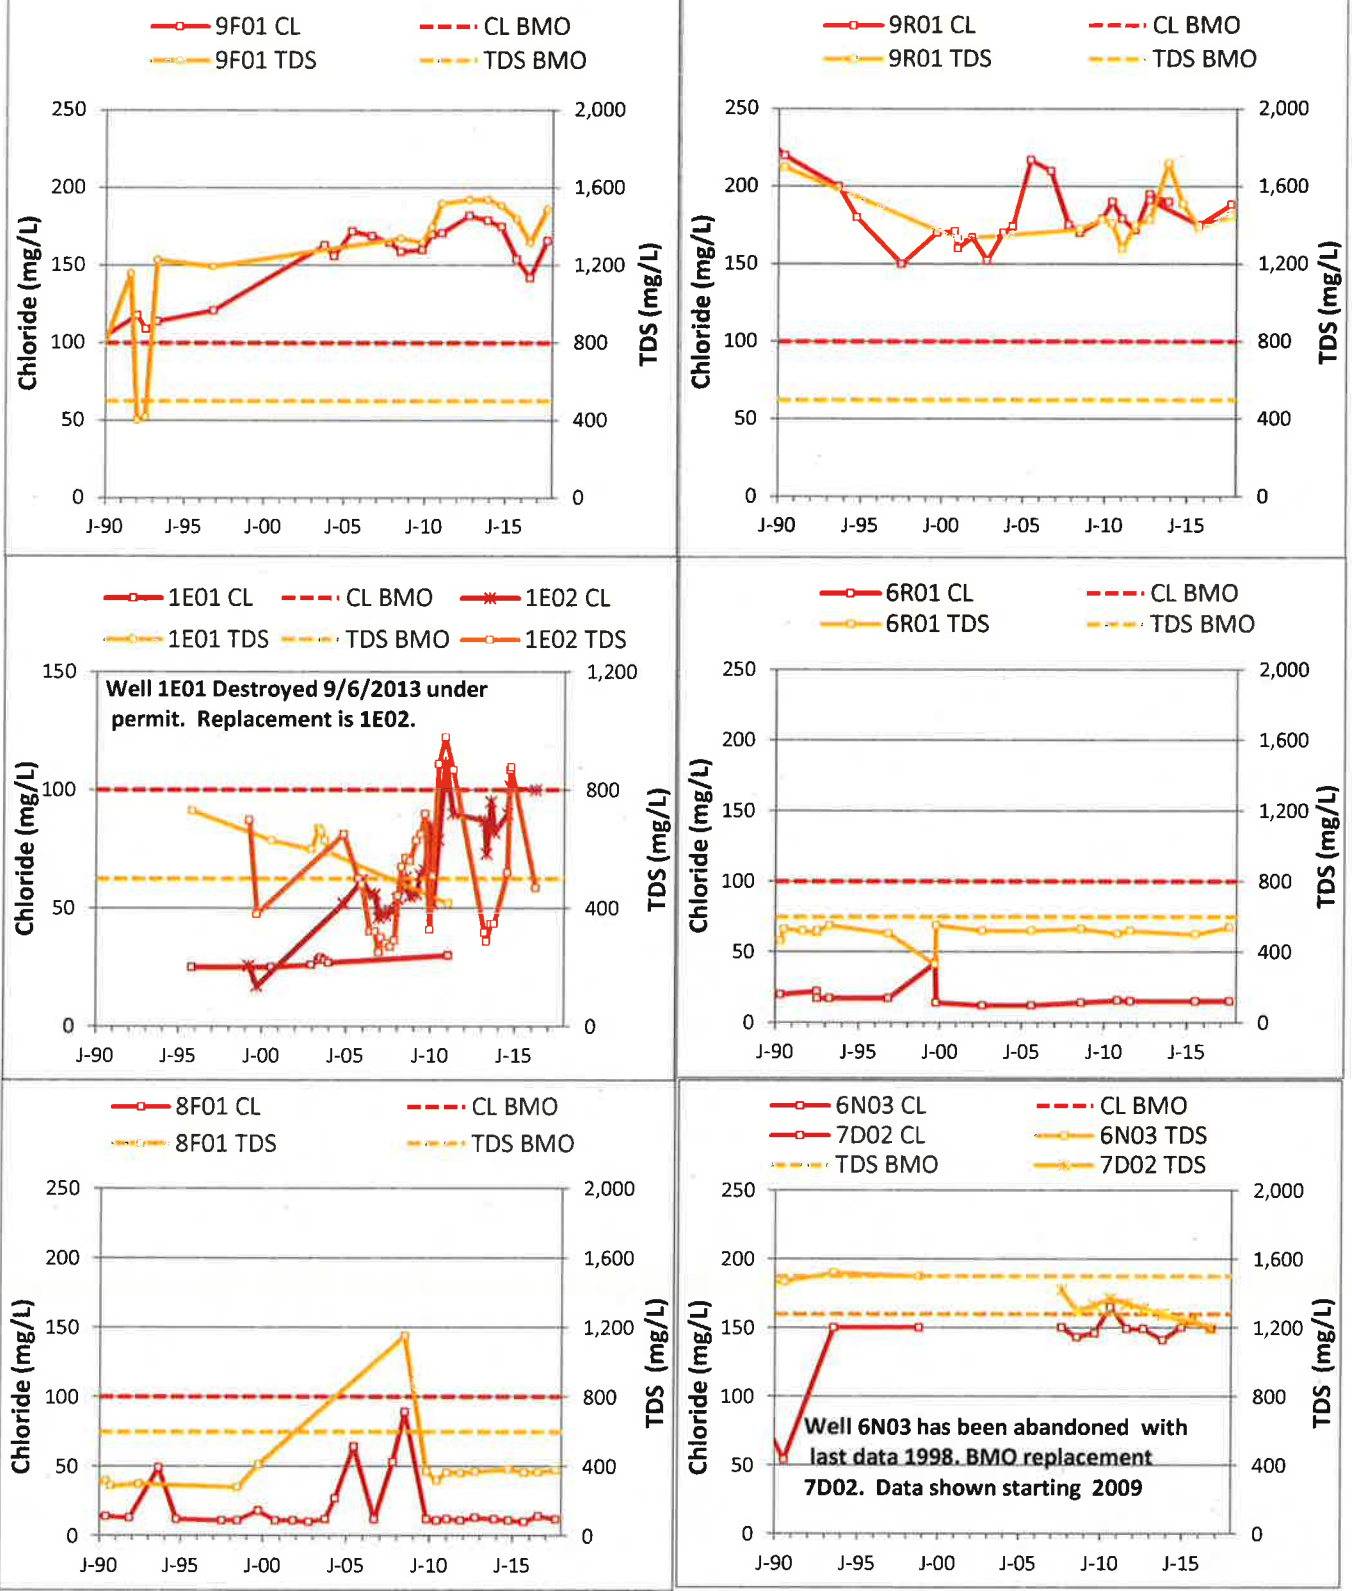 9F01 CL CL BMO
9F01 TDS TDS BMO
250 2,000
200 1,600
150 1,200
100 800
50 400
0 0
J-90 J-95 J-00 J-05 J-10 J-15
Chloride (mg/L)
TDS (mg/L)
9R01 CL CL BMO
9R01 TDS TDS BMO
250 2,000
200 1,600
150 1,200
100 800
50 400
0 0
J-90 J-95 J-00 J-05 J-10 J-15
Chloride (mg/L)
TDS (mg/L)
1E01 CL CL BMO 1E02 CL
1E01 TDS TDS BMO 1E02 TDS
150 1,200
Well 1E01 Destroyed 9/6/2013 under
permit. Replacement is 1E02.
100 800
50 400
0 0
J-90 J-95 J-00 J-05 J-10 J-15
Chloride (mg/L)
TDS (mg/L)
6R01 CL CL BMO
6R01 TDS TDS BMO
250 2,000
200 1,600
150 1,200
100 800
50 400
0 0
J-90 J-95 J-00 J-05 J-10 J-15
Chloride (mg/L)
TDS (mg/L)
8F01 CL CL BMO
8F01 TDS TDS BMO
250 2,000
200 1,600
150 1,200
100 800
50 400
0 0
J-90 J-95 J-00 J-05 J-10 J-15
Chloride (mg/L)
TDS (mg/L)
6N03 CL CL BMO
7D02 CL 6N03 TDS
TDS BMO 7D02 TDS
250 2,000
200 1,600
150 1,200
100 800
Well 6N03 has been abandoned with
last data 1998. BMO replacement
50 400
7D02. Data shown starting 2009
0 0
J-90 J-95 J-00 J-05 J-10 J-15
Chloride (mg/L)
TDS (mg/L)